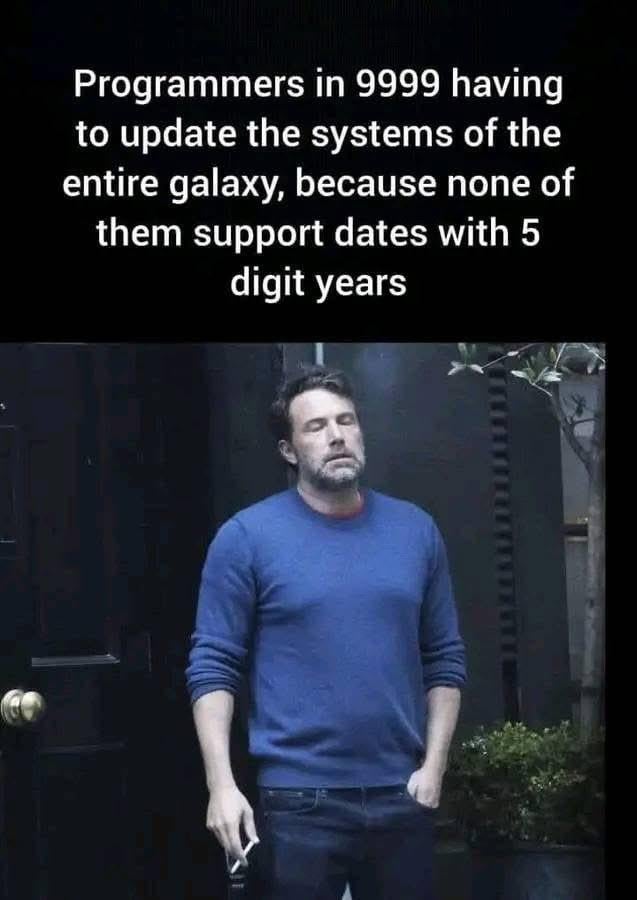 Programmers in 9999 having
to update the systems of the
entire galaxy, because none of
them support dates with 5
digit years